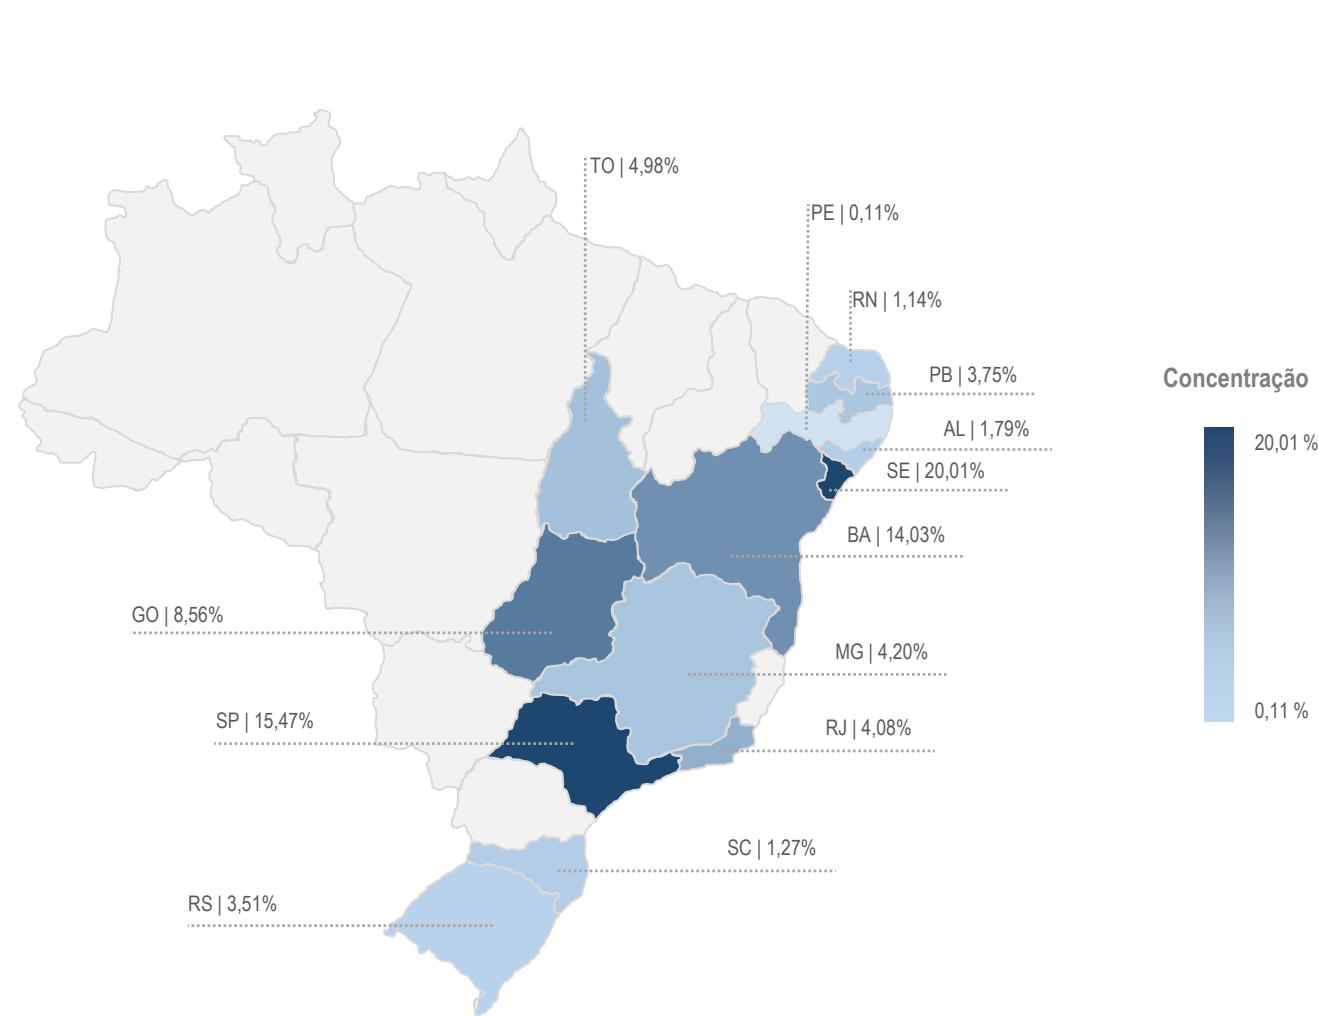 TO | 4,98%
PE | 0,11%
RN | 1,14%
PB | 3,75%
Concentração
AL | 1,79%
20,01 %
SE | 20,01%
BA | 14,03%
GO | 8,56%
MG | 4,20%
0,11 %
SP | 15,47%
RJ | 4,08%
SC | 1,27%
RS | 3,51%